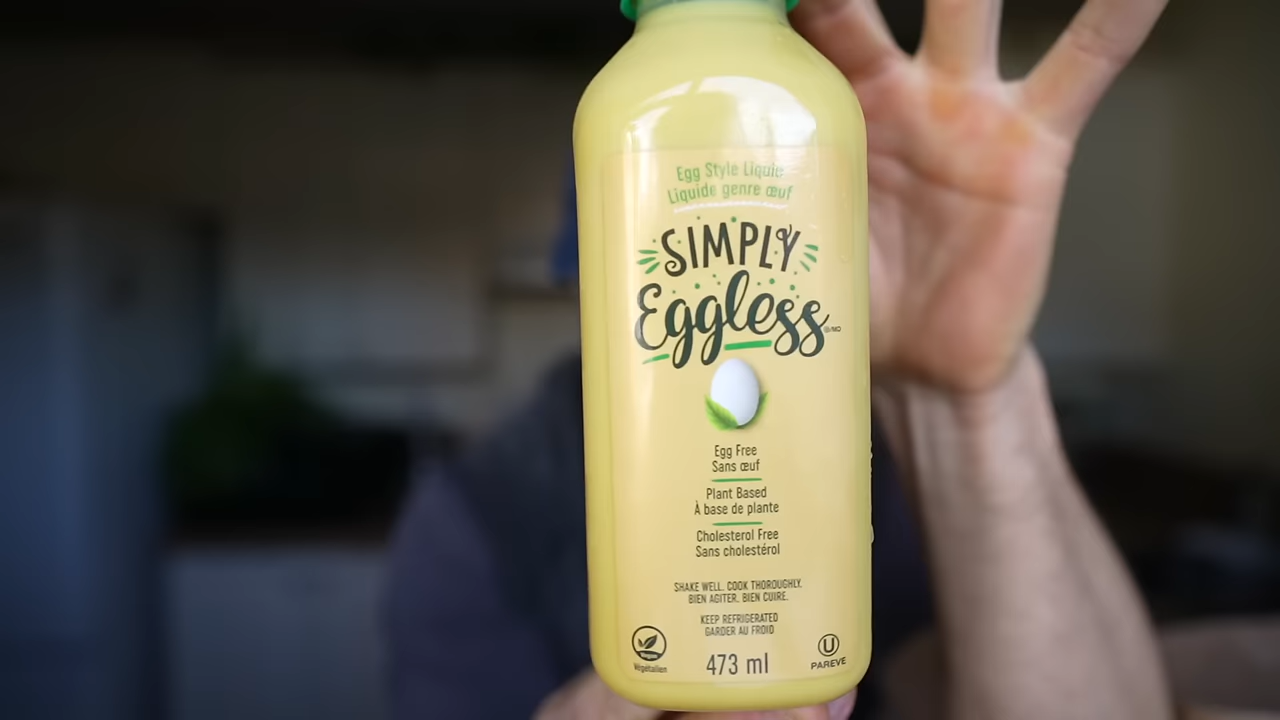 Egg Style Liquid
Liquide genre œuf
SIMPLY
Eggless
®/MD
Egg Free
Sans œuf
Plant Based
À base de plante
Cholesterol Free
Sans cholestérol
SHAKE WELL. COOK THOROUGHLY.
BIEN AGITER. BIEN CUIRE.
KEEP REFRIGERATED
GARDER AU FROID
Vegan
Végétalien
473 ml
U
PAREVE